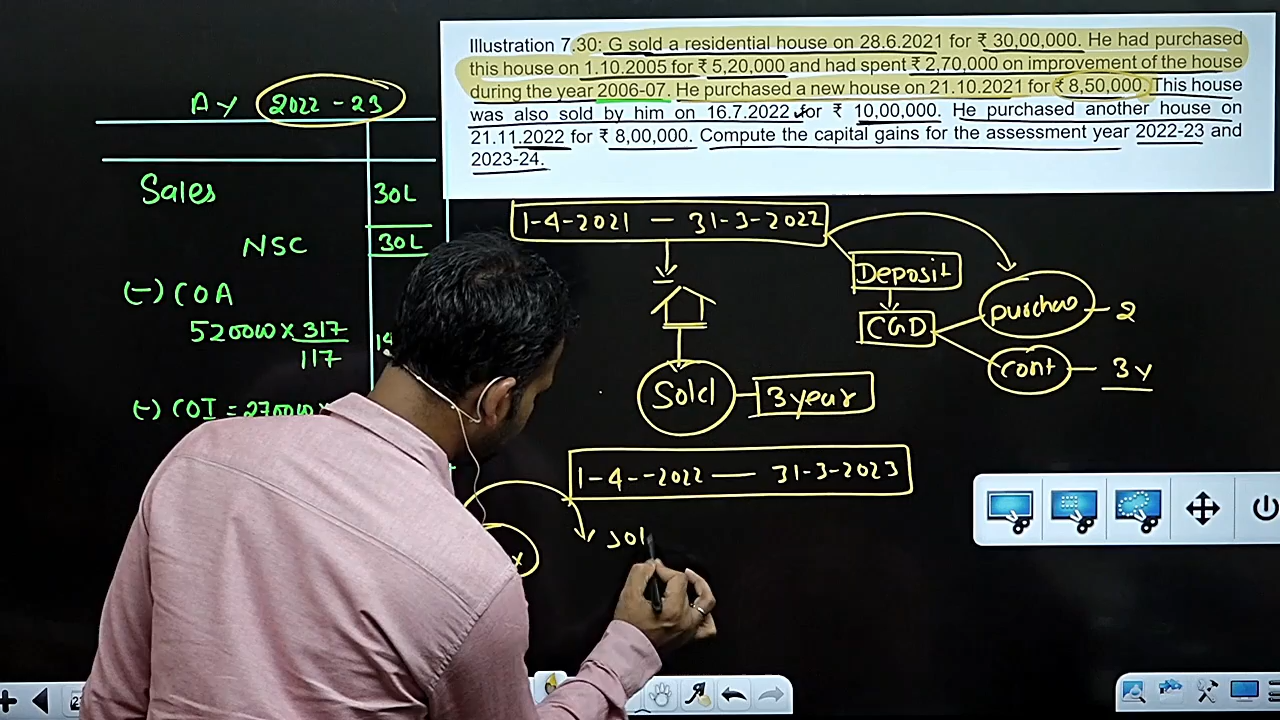 Illustration 7.30: G sold a residential house on 28.6.2021 for ₹ 30,00,000. He had purchased
this house on 1.10.2005 for ₹ 5,20,000 and had spent ₹ 2,70,000 on improvement of the house
during the year 2006-07. He purchased a new house on 21.10.2021 for ₹ 8,50,000. This house
was also sold by him on 16.7.2022 for ₹ 10,00,000. He purchased another house on
21.11.2022 for ₹ 8,00,000. Compute the capital gains for the assessment year 2022-23 and
2023-24.
AY 2022-23
Sales 30L
NSC 30L
(-) COA
520000 × 317
117
(-) COI = 270000 ×
1-4-2021 — 31-3-2022
Deposit
CGD
purchas - 2
Cont — 3 y
Sold — 3 year
1-4--2022 — 31-3-2023